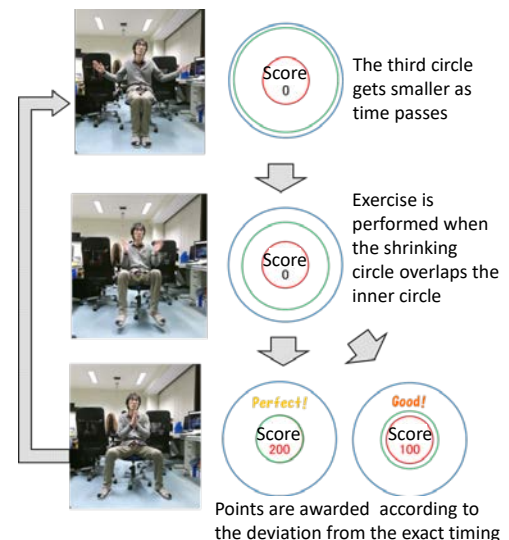 Score
0
The third circle
gets smaller as
time passes
Score
0
Exercise is
performed when
the shrinking
circle overlaps the
inner circle
Perfect!
Score
200
Good!
Score
100
Points are awarded according to
the deviation from the exact timing